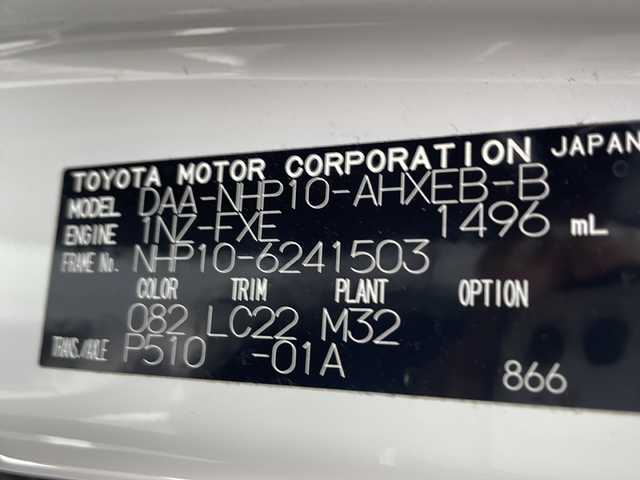 TOYOTA MOTOR CORPORATION JAPAN
MODEL DAA-NHP10-AHXEB-B
ENGINE 1NZ-FXE 1496 mL
FRAME No. NHP10-6241503
COLOR TRIM PLANT OPTION
082 LC22 M32
TRANS./AXLE P510 -01A
866